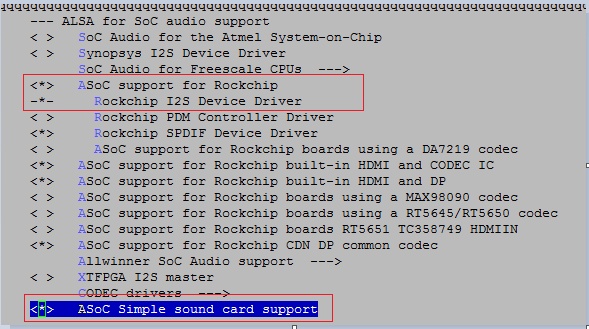 --- ALSA for SoC audio support
< > SoC Audio for the Atmel System-on-Chip
< > Synopsys I2S Device Driver
SoC Audio for Freescale CPUs --->
<*> ASoC support for Rockchip
-*- Rockchip I2S Device Driver
< > Rockchip PDM Controller Driver
<*> Rockchip SPDIF Device Driver
< > ASoC support for Rockchip boards using a DA7219 codec
<*> ASoC support for Rockchip built-in HDMI and CODEC IC
<*> ASoC support for Rockchip built-in HDMI and DP
< > ASoC support for Rockchip boards using a MAX98090 codec
< > ASoC support for Rockchip boards using a RT5645/RT5650 codec
< > ASoC support for Rockchip boards RT5651 TC358749 HDMIIN
<*> ASoC support for Rockchip CDN DP common codec
Allwinner SoC Audio support --->
< > XTFPGA I2S master
CODEC drivers --->
<*> ASoC Simple sound card support